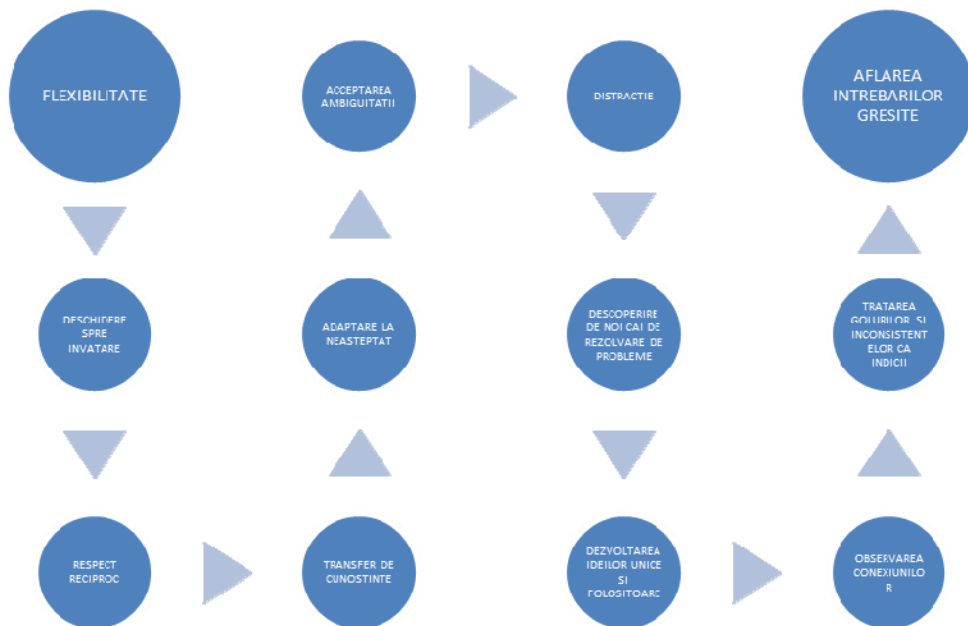 FLEXIBILITATE
DESCHIDERE
SPRE
INVATARE
RESPECT
RECIPROC
TRANSFER DE
CUNOSTINTE
ADAPTARE LA
NEASTEPTAT
ACCEPTAREA
AMBIGUITATII
DISTRACTIE
DESCOPERIRE
DE NOI CAI DE
REZOLVARE DE
PROBLEME
DEZVOLTAREA
IDEILOR UNICE
SI
FOLOSITOARE
OBSERVAREA
CONEXIUNILO
R
TRATAREA
GOLURILOR SI
INCONSISTENT
ELOR CA
INDICII
AFLAREA
INTREBARILOR
GRESITE